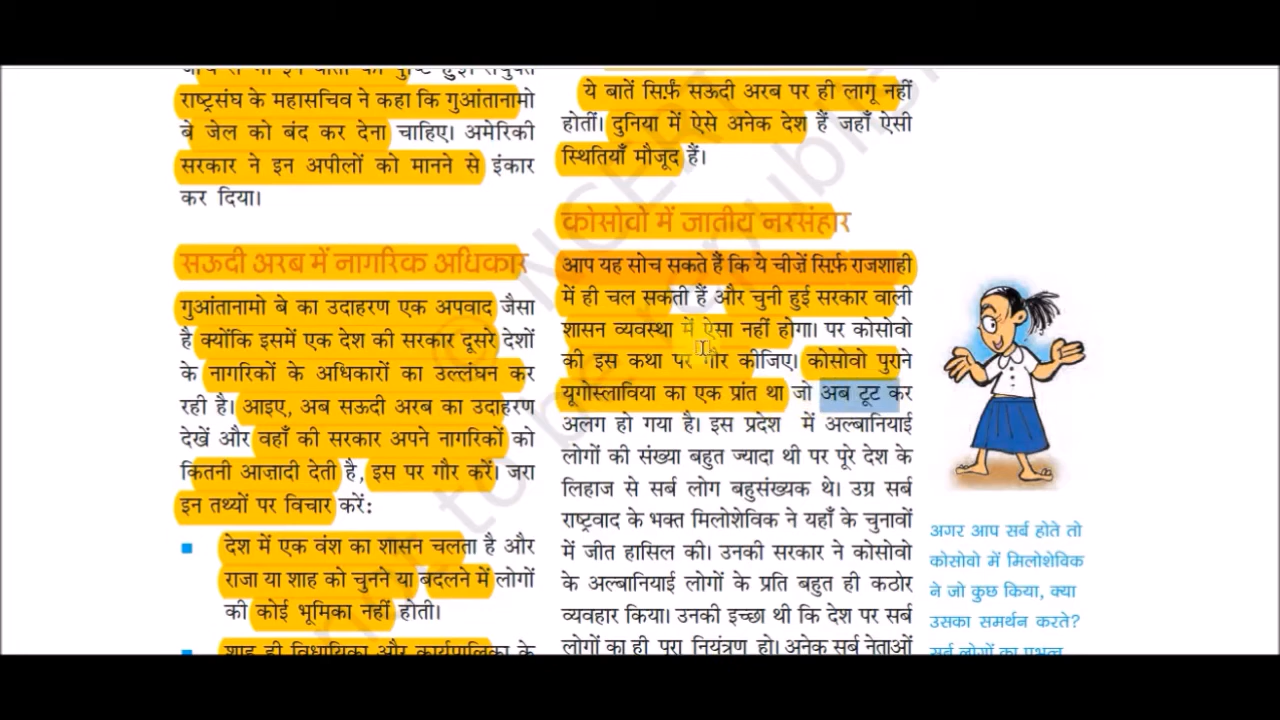 राष्ट्रसंघ के महासचिव ने कहा कि गुआंतानामो
बे जेल को बंद कर देना चाहिए। अमेरिकी
सरकार ने इन अपीलों को मानने से इंकार
कर दिया।
सऊदी अरब में नागरिक अधिकार
गुआंतानामो बे का उदाहरण एक अपवाद जैसा
है क्योंकि इसमें एक देश की सरकार दूसरे देशों
के नागरिकों के अधिकारों का उल्लंघन कर
रही है। आइए, अब सऊदी अरब का उदाहरण
देखें और वहाँ की सरकार अपने नागरिकों को
कितनी आज़ादी देती है, इस पर गौर करें। जरा
इन तथ्यों पर विचार करें:
देश में एक वंश का शासन चलता है और
राजा या शाह को चुनने या बदलने में लोगों
की कोई भूमिका नहीं होती।
शाह ही विधायिका और कार्यपालिका के
ये बातें सिर्फ़ सऊदी अरब पर ही लागू नहीं
होतीं। दुनिया में ऐसे अनेक देश हैं जहाँ ऐसी
स्थितियाँ मौजूद हैं।
कोसोवो में जातीय नरसंहार
आप यह सोच सकते हैं कि ये चीज़ें सिर्फ़ राजशाही
में ही चल सकती हैं और चुनी हुई सरकार वाली
शासन व्यवस्था में ऐसा नहीं होगा। पर कोसोवो
की इस कथा पर गौर कीजिए। कोसोवो पुराने
यूगोस्लाविया का एक प्रांत था जो अब टूट कर
अलग हो गया है। इस प्रदेश में अल्बानियाई
लोगों की संख्या बहुत ज्यादा थी पर पूरे देश के
लिहाज से सर्ब लोग बहुसंख्यक थे। उग्र सर्ब
राष्ट्रवाद के भक्त मिलोशेविक ने यहाँ के चुनावों
में जीत हासिल की। उनकी सरकार ने कोसोवो
के अल्बानियाई लोगों के प्रति बहुत ही कठोर
व्यवहार किया। उनकी इच्छा थी कि देश पर सर्ब
लोगों का ही पूरा नियंत्रण हो। अनेक सर्ब नेताओं
अगर आप सर्ब होते तो
कोसोवो में मिलोशेविक
ने जो कुछ किया, क्या
उसका समर्थन करते?
सर्ब लोगों का प्रभुत्व